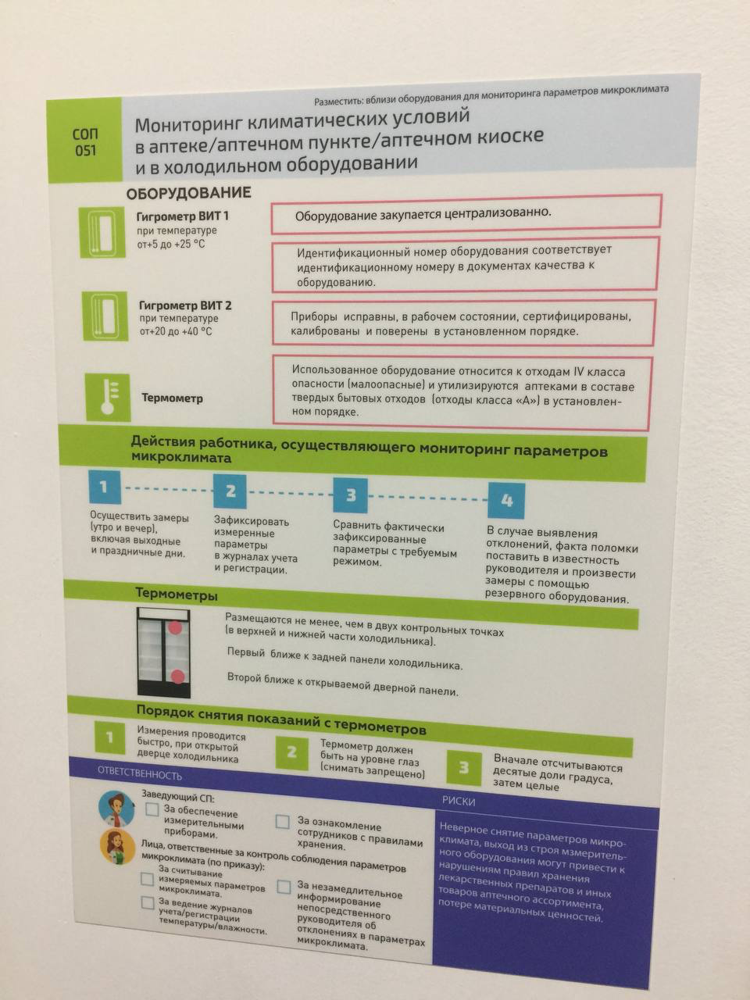 Разместить: вблизи оборудования для мониторинга параметров микроклимата
СОП
051
Мониторинг климатических условий
в аптеке/аптечном пункте/аптечном киоске
и в холодильном оборудовании
ОБОРУДОВАНИЕ
Гигрометр ВИТ 1
при температуре
от+5 до +25 °С
Оборудование закупается централизованно.
Идентификационный номер оборудования соответствует
идентификационному номеру в документах качества к
оборудованию.
Гигрометр ВИТ 2
при температуре
от+20 до +40 °С
Приборы исправны, в рабочем состоянии, сертифицированы,
калиброваны и поверены в установленном порядке.
Термометр
Использованное оборудование относится к отходам IV класса
опасности (малоопасные) и утилизируются аптеками в составе
твердых бытовых отходов (отходы класса «А») в установлен-
ном порядке.
Действия работника, осуществляющего мониторинг параметров
микроклимата
1
Осуществить замеры
(утро и вечер),
включая выходные
и праздничные дни.
2
Зафиксировать
измеренные
параметры
в журналах учета
и регистрации.
3
Сравнить фактически
зафиксированные
параметры с требуемым
режимом.
4
В случае выявления
отклонений, факта поломки
поставить в известность
руководителя и произвести
замеры с помощью
резервного оборудования.
Термометры
Размещаются не менее, чем в двух контрольных точках
(в верхней и нижней части холодильника).
Первый ближе к задней панели холодильника.
Второй ближе к открываемой дверной панели.
Порядок снятия показаний с термометров
1
Измерения проводится
быстро, при открытой
дверце холодильника
2
Термометр должен
быть на уровне глаз
(снимать запрещено)
3
Вначале отсчитываются
десятые доли градуса,
затем целые
ОТВЕТСТВЕННОСТЬ
Заведующий СП:
За обеспечение
измерительными
приборами.
За ознакомление
сотрудников с правилами
хранения.
Лица, ответственные за контроль соблюдения параметров
микроклимата (по приказу):
За считывание
измеряемых параметров
микроклимата.
За ведение журналов
учета/регистрации
температуры/влажности.
За незамедлительное
информирование
непосредственного
руководителя об
отклонениях в параметрах
микроклимата.
РИСКИ
Неверное снятие параметров микро-
климата, выход из строя мзмеритель-
ного оборудования могут привести к
нарушениям правил хранения
лекарственных препаратов и иных
товаров аптечного ассортимента,
потере материальных ценностей.